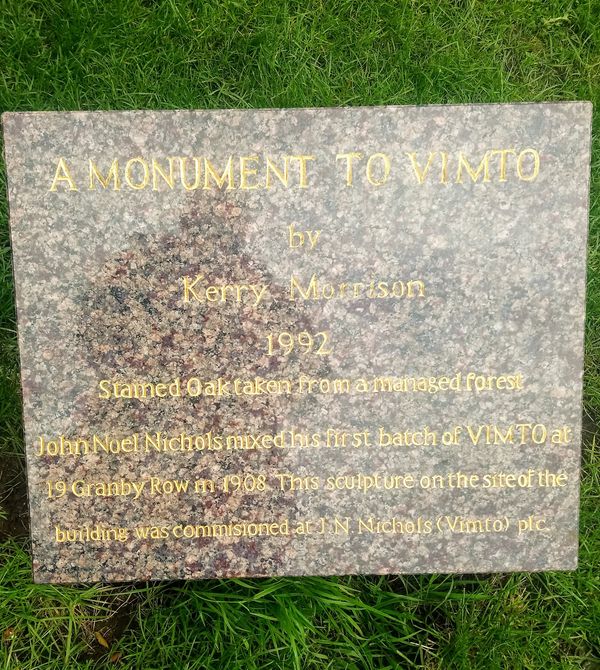 A MONUMENT TO VIMTO
by
Kerry Morrison
1992
Stained Oak taken from a managed forest
John Noel Nichols mixed his first batch of VIMTO at
19 Granby Row in 1908. This sculpture on the site of the
building was commisioned at J.N. Nichols (Vimto) plc.